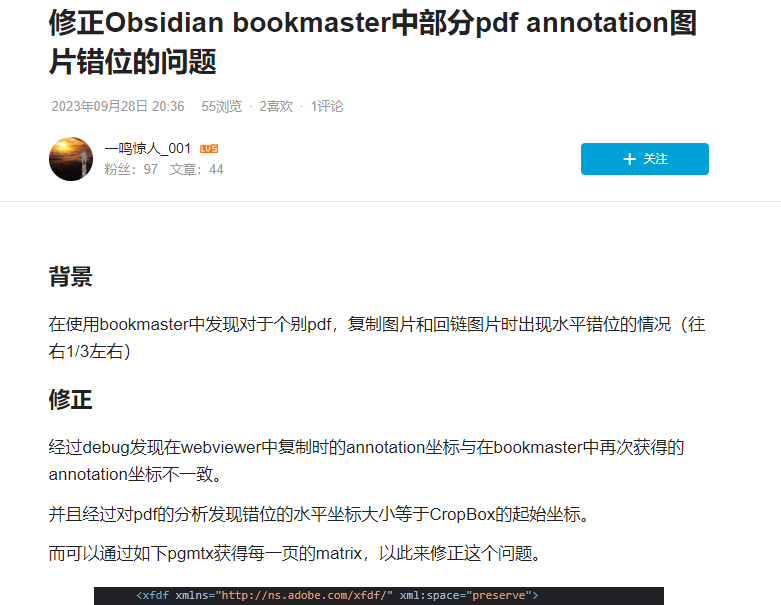 修正Obsidian bookmaster中部分pdf annotation图
片错位的问题
2023年09月28日 20:36 55浏览 · 2喜欢 · 1评论
一鸣惊人_001 LV5
粉丝：97 文章：44
+ 关注
背景
在使用bookmaster中发现对于个别pdf，复制图片和回链图片时出现水平错位的情况（往
右1/3左右）
修正
经过debug发现在webviewer中复制时的annotation坐标与在bookmaster中再次获得的
annotation坐标不一致。
并且经过对pdf的分析发现错位的水平坐标大小等于CropBox的起始坐标。
而可以通过如下pgmtx获得每一页的matrix，以此来修正这个问题。
<xfdf xmlns="http://ns.adobe.com/xfdf/" xml:space="preserve">